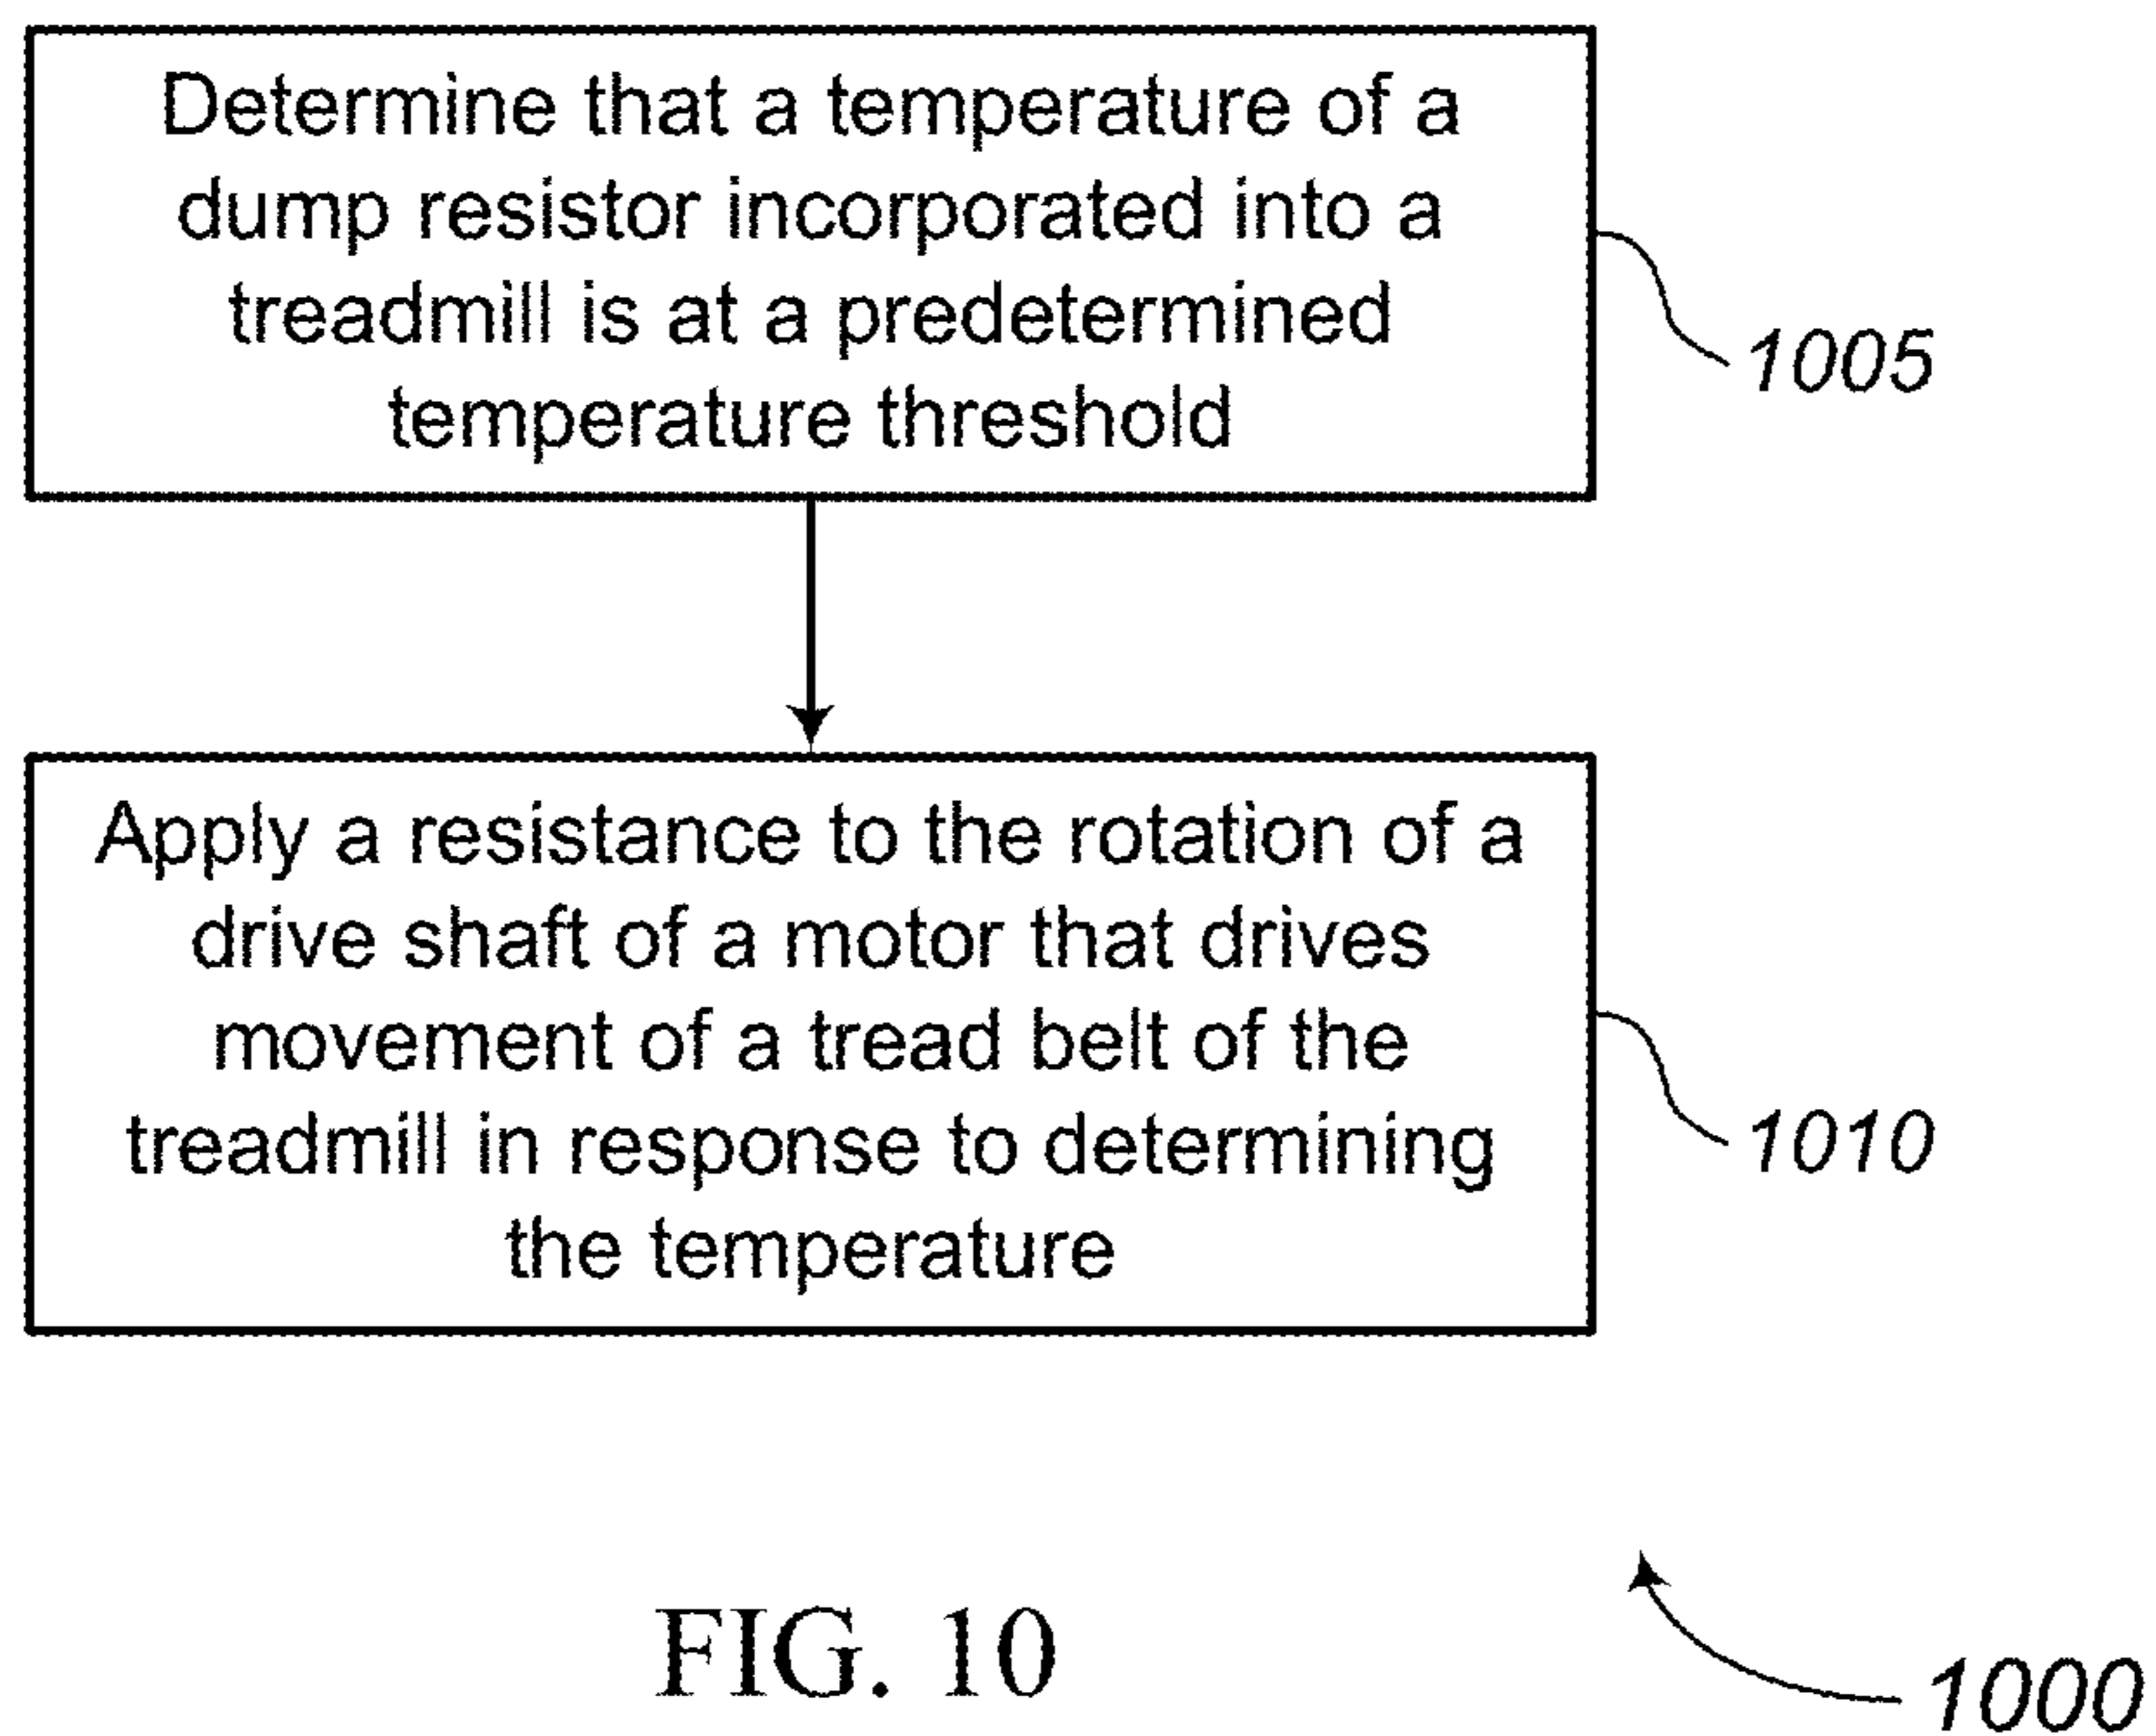 Determine that a temperature of a
dump resistor incorporated into a
treadmill is at a predetermined
temperature threshold
1005
Apply a resistance to the rotation of a
drive shaft of a motor that drives
movement of a tread belt of the
treadmill in response to determining
the temperature
1010
FIG. 10
1000